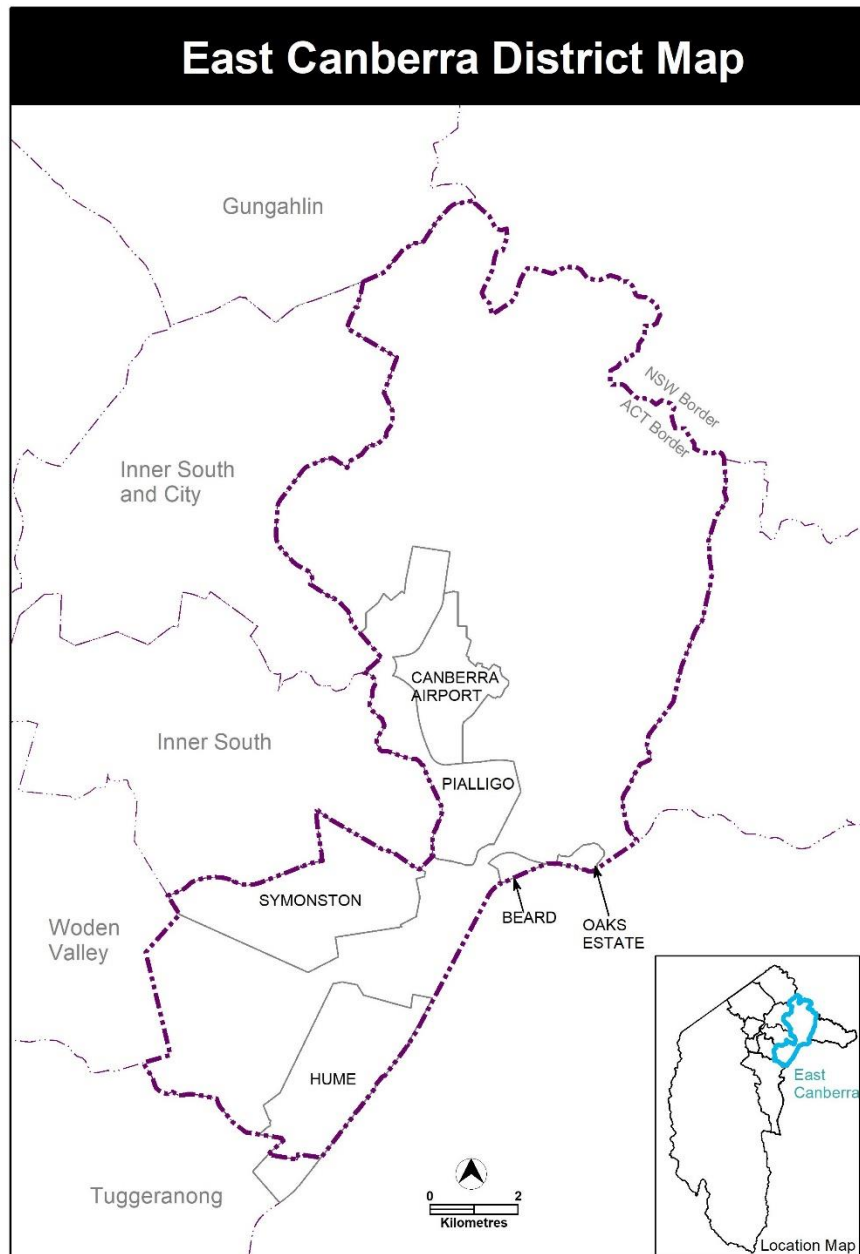 East Canberra District Map
Gungahlin
NSW Border
ACT Border
Inner South
and City
CANBERRA
AIRPORT
Inner South
PIALLIGO
SYMONSTON
BEARD
OAKS
ESTATE
Woden
Valley
HUME
East
Canberra
Tuggeranong
0 2
Kilometres
Location Map